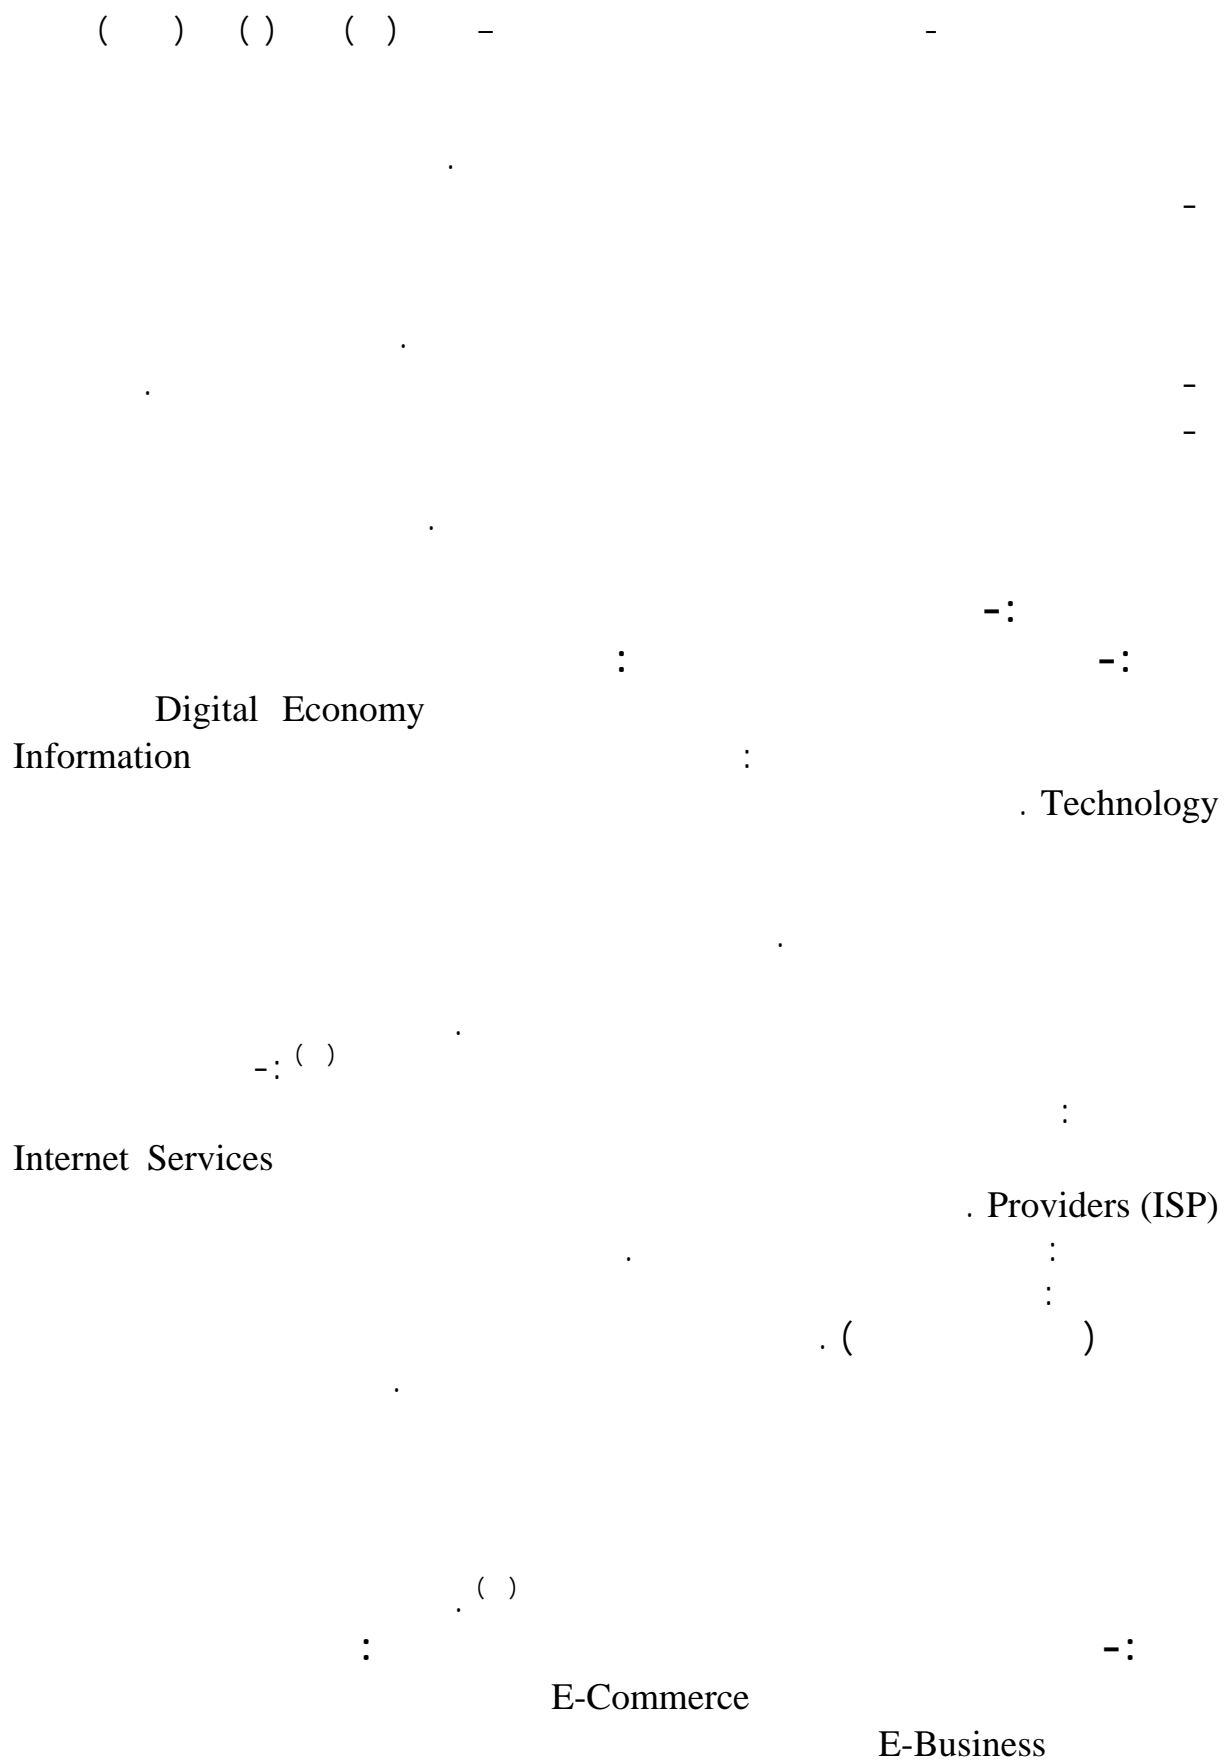 ( ) ( ) ( ) – -
.
-
.
. -
-
.
-:
: -:
Digital Economy
Information :
. Technology
.
.
-: ( )
:
Internet Services
. Providers (ISP)
. :
:
. ( )
.
. ( )
: -:
E-Commerce
E-Business